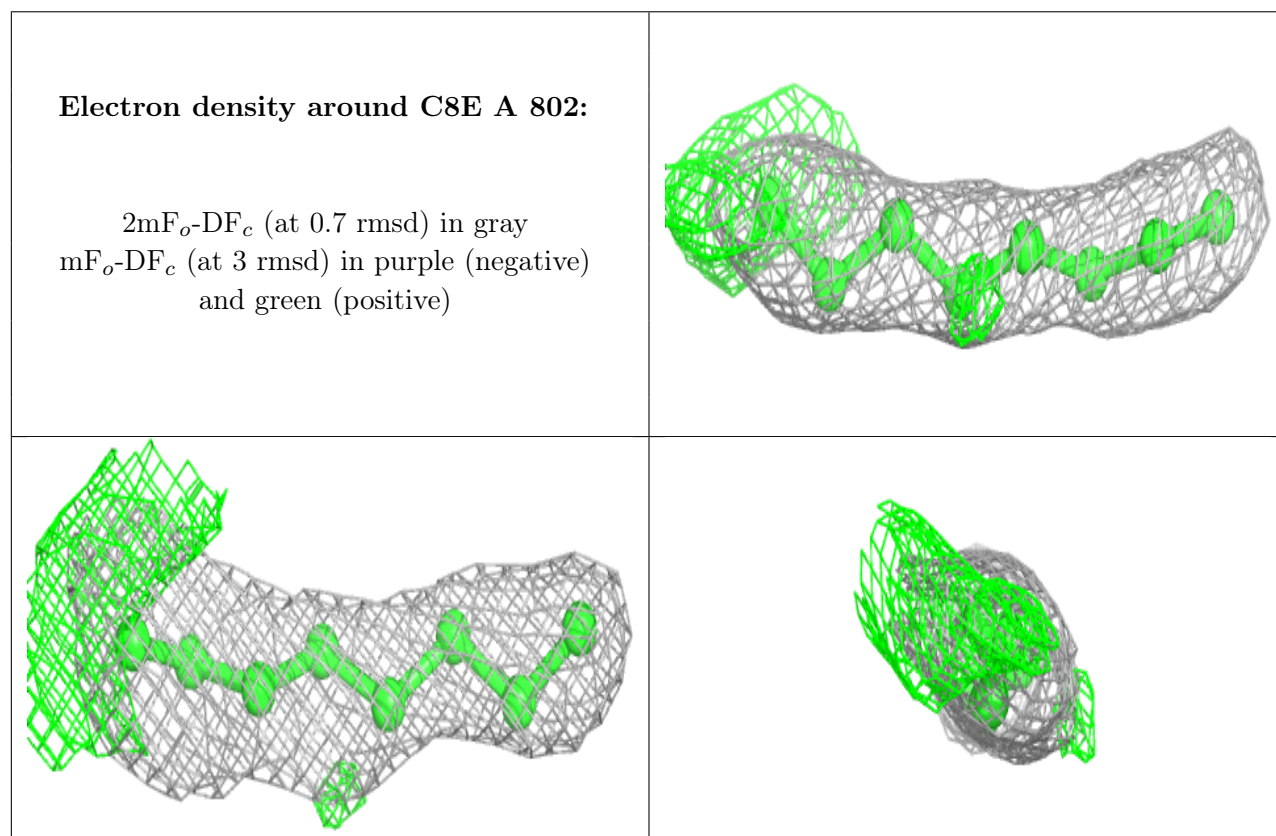 Electron density around C8E A 802:
2mFo-DFc (at 0.7 rmsd) in gray
mFo-DFc (at 3 rmsd) in purple (negative)
and green (positive)